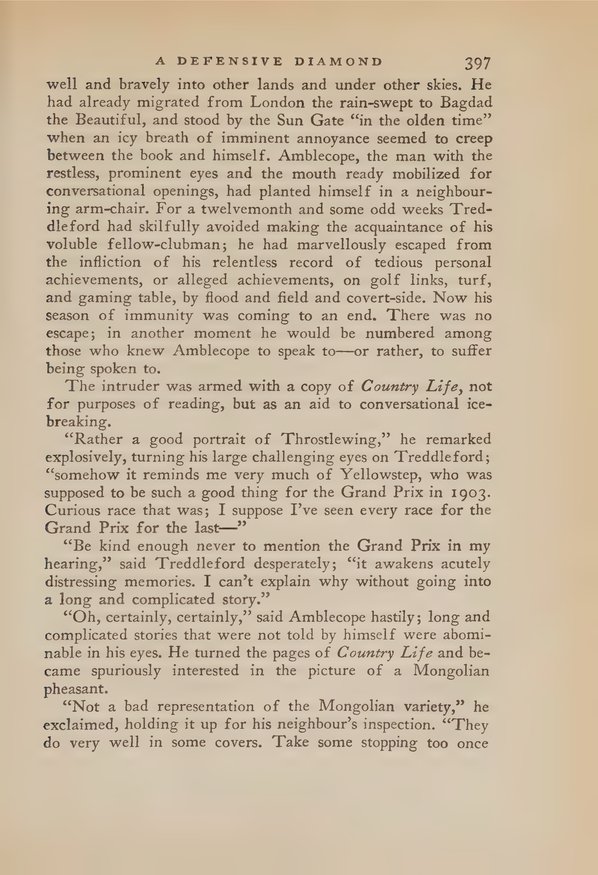 A DEFENSIVE DIAMOND 397
well and bravely into other lands and under other skies. He
had already migrated from London the rain-swept to Bagdad
the Beautiful, and stood by the Sun Gate “in the olden time”
when an icy breath of imminent annoyance seemed to creep
between the book and himself. Amblecope, the man with the
restless, prominent eyes and the mouth ready mobilized for
conversational openings, had planted himself in a neighbour-
ing arm-chair. For a twelvemonth and some odd weeks Tred-
dleford had skilfully avoided making the acquaintance of his
voluble fellow-clubman; he had marvellously escaped from
the infliction of his relentless record of tedious personal
achievements, or alleged achievements, on golf links, turf,
and gaming table, by flood and field and covert-side. Now his
season of immunity was coming to an end. There was no
escape; in another moment he would be numbered among
those who knew Amblecope to speak to—or rather, to suffer
being spoken to.
The intruder was armed with a copy of Country Life, not
for purposes of reading, but as an aid to conversational ice-
breaking.
“Rather a good portrait of Throstlewing,” he remarked
explosively, turning his large challenging eyes on Treddleford;
“somehow it reminds me very much of Yellowstep, who was
supposed to be such a good thing for the Grand Prix in 1903.
Curious race that was; I suppose I’ve seen every race for the
Grand Prix for the last—”
“Be kind enough never to mention the Grand Prix in my
hearing,” said Treddleford desperately; “it awakens acutely
distressing memories. I can’t explain why without going into
a long and complicated story.”
“Oh, certainly, certainly,” said Amblecope hastily; long and
complicated stories that were not told by himself were abomi-
nable in his eyes. He turned the pages of Country Life and be-
came spuriously interested in the picture of a Mongolian
pheasant.
“Not a bad representation of the Mongolian variety,” he
exclaimed, holding it up for his neighbour’s inspection. “They
do very well in some covers. Take some stopping too once